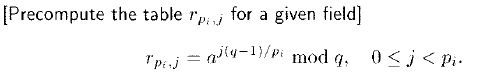 [Precompute the table r_{p_i,j} for a given field]
r_{p_i,j} = a^{j(q−1)/p_i} mod q, 0 ≤ j < p_i.